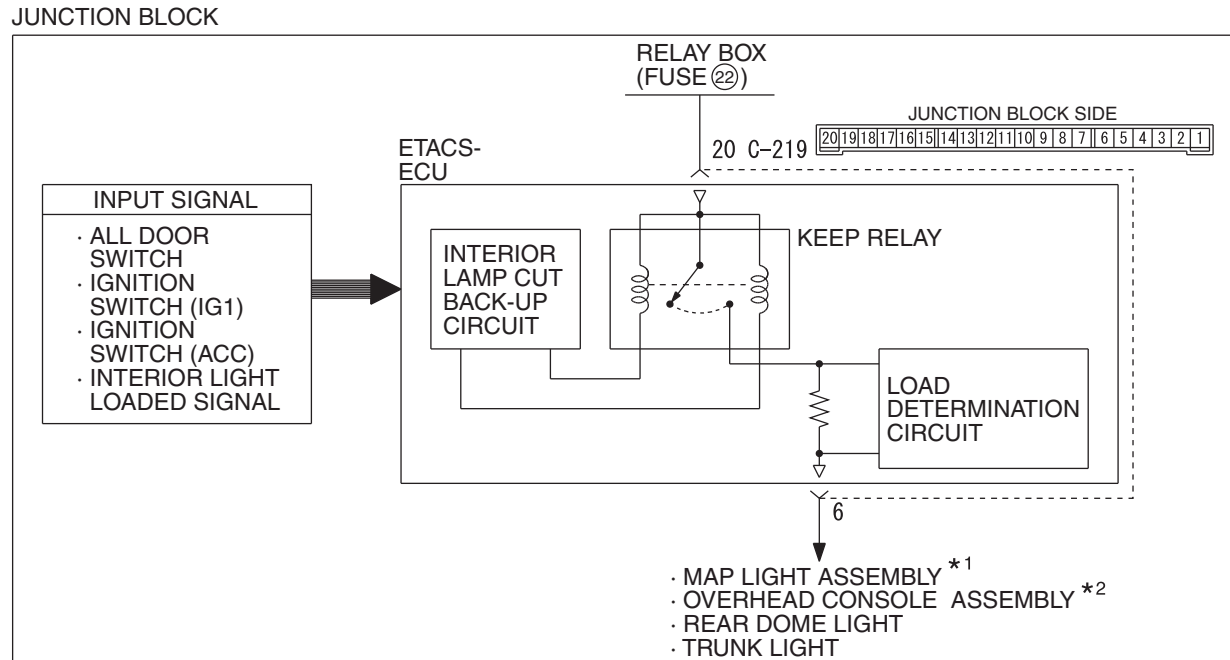 JUNCTION BLOCK
RELAY BOX
(FUSE 22)
JUNCTION BLOCK SIDE
20 19 18 17 16 15 14 13 12 11 10 9 8 7 6 5 4 3 2 1
20 C-219
ETACS-
ECU
INPUT SIGNAL
· ALL DOOR
SWITCH
· IGNITION
SWITCH (IG1)
· IGNITION
SWITCH (ACC)
· INTERIOR LIGHT
LOADED SIGNAL
INTERIOR
LAMP CUT
BACK-UP
CIRCUIT
KEEP RELAY
LOAD
DETERMINATION
CIRCUIT
6
· MAP LIGHT ASSEMBLY *1
· OVERHEAD CONSOLE ASSEMBLY *2
· REAR DOME LIGHT
· TRUNK LIGHT